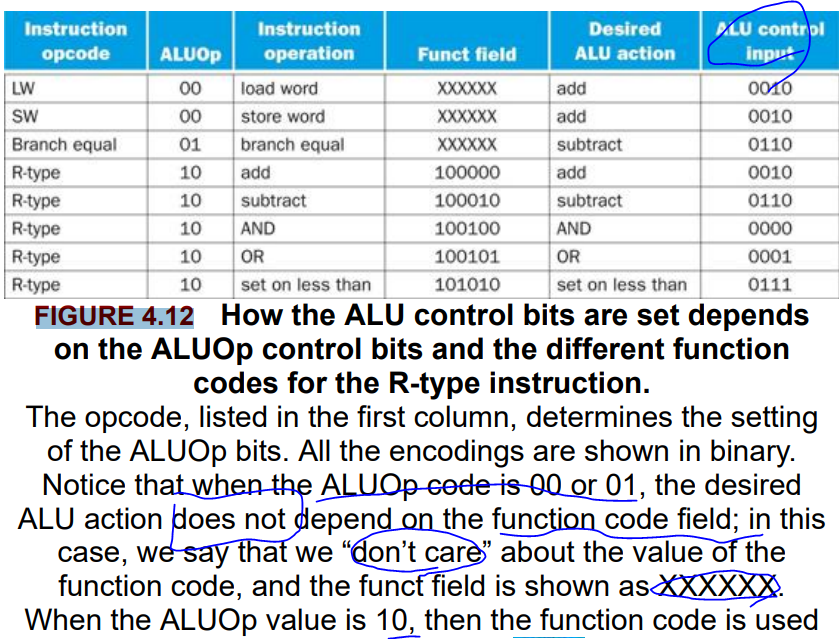 Instruction opcode ALUOp Instruction operation Funct field Desired ALU action ALU control input
LW 00 load word XXXXXX add 0010
SW 00 store word XXXXXX add 0010
Branch equal 01 branch equal XXXXXX subtract 0110
R-type 10 add 100000 add 0010
R-type 10 subtract 100010 subtract 0110
R-type 10 AND 100100 AND 0000
R-type 10 OR 100101 OR 0001
R-type 10 set on less than 101010 set on less than 0111
FIGURE 4.12 How the ALU control bits are set depends
on the ALUOp control bits and the different function
codes for the R-type instruction.
The opcode, listed in the first column, determines the setting
of the ALUOp bits. All the encodings are shown in binary.
Notice that when the ALUOp code is 00 or 01, the desired
ALU action does not depend on the function code field; in this
case, we say that we “don’t care” about the value of the
function code, and the funct field is shown as XXXXXX.
When the ALUOp value is 10, then the function code is used